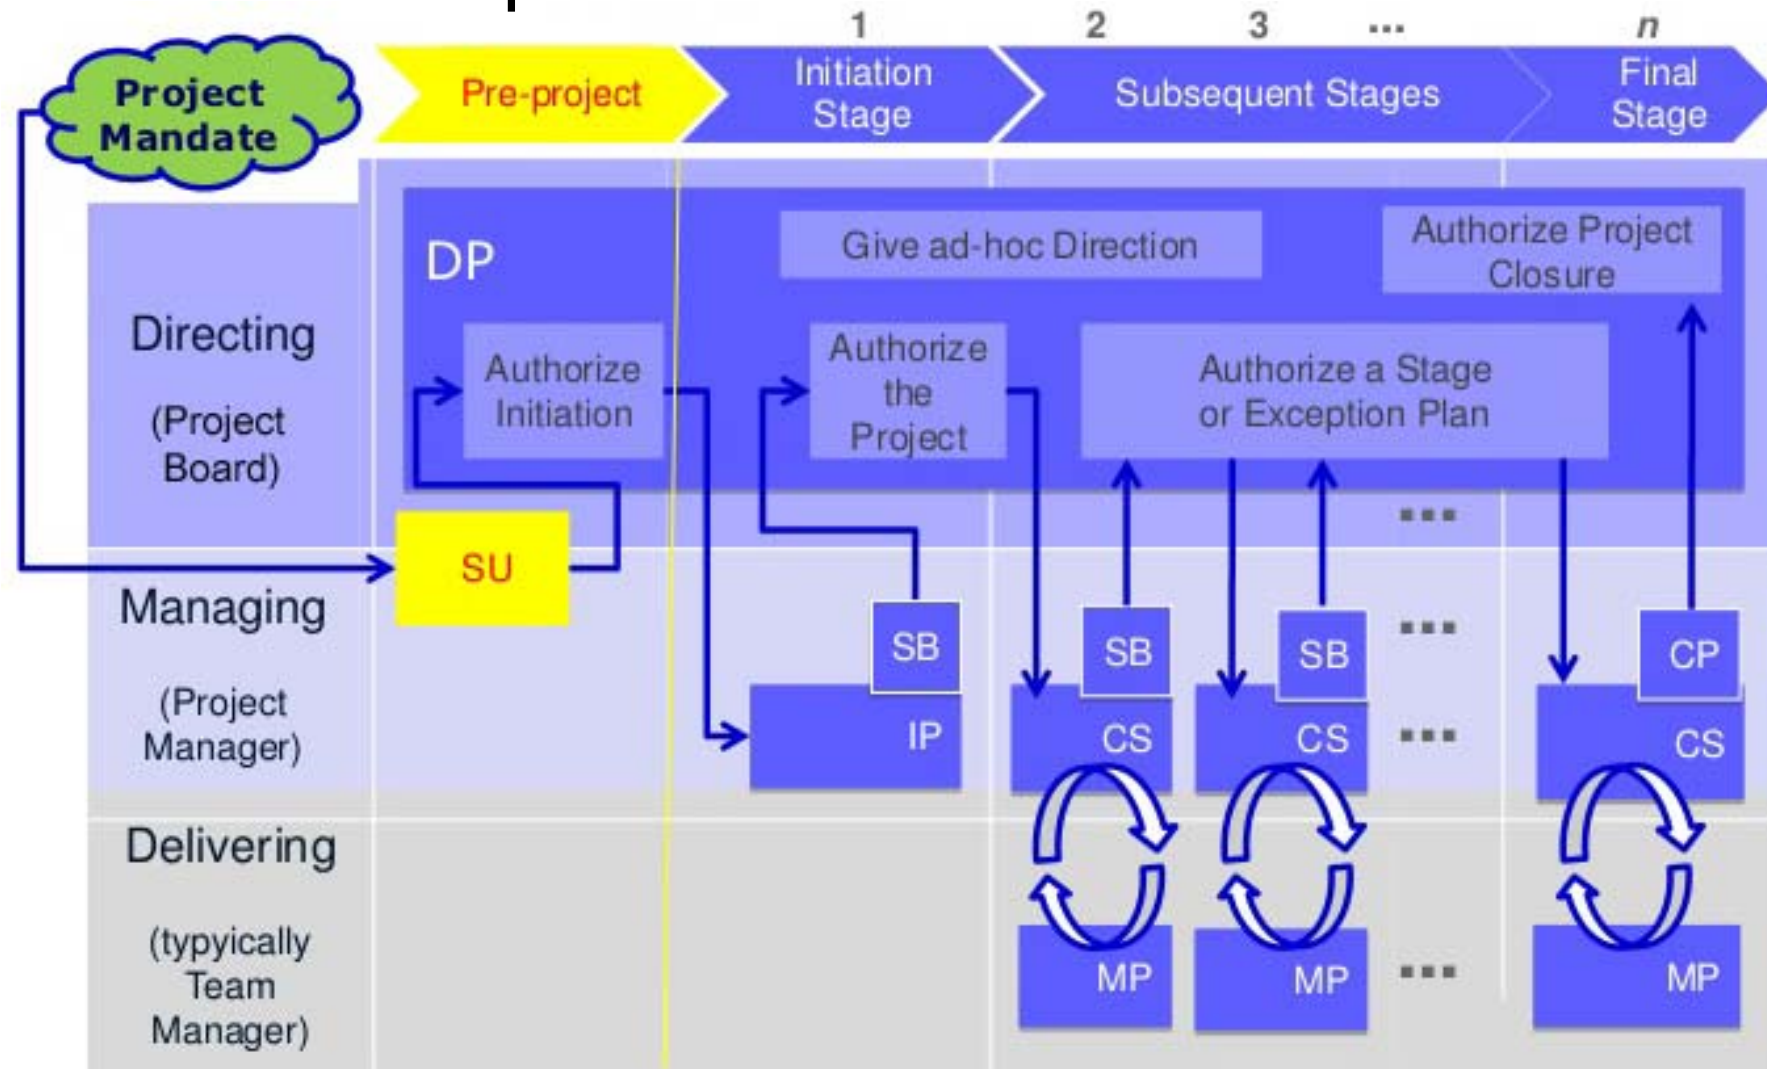 1
2
3
...
n
Project
Mandate
Pre-project
Initiation
Stage
Subsequent Stages
Final
Stage
DP
Give ad-hoc Direction
Authorize Project
Closure
Directing
(Project
Board)
Authorize
Initiation
Authorize
the
Project
Authorize a Stage
or Exception Plan
...
SU
Managing
(Project
Manager)
SB
SB
SB
...
CP
IP
CS
CS
...
CS
Delivering
(typyically
Team
Manager)
MP
MP
...
MP